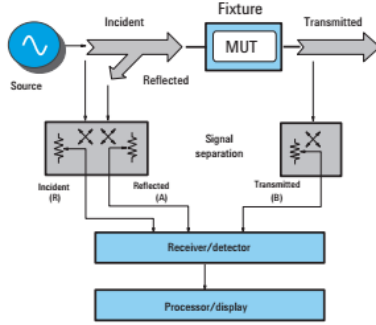 Fixture
Incident
Transmitted
MUT
Reflected
Source
Signal
separation
Incident
(R)
Reflected
(A)
Transmitted
(B)
Receiver/detector
Processor/display